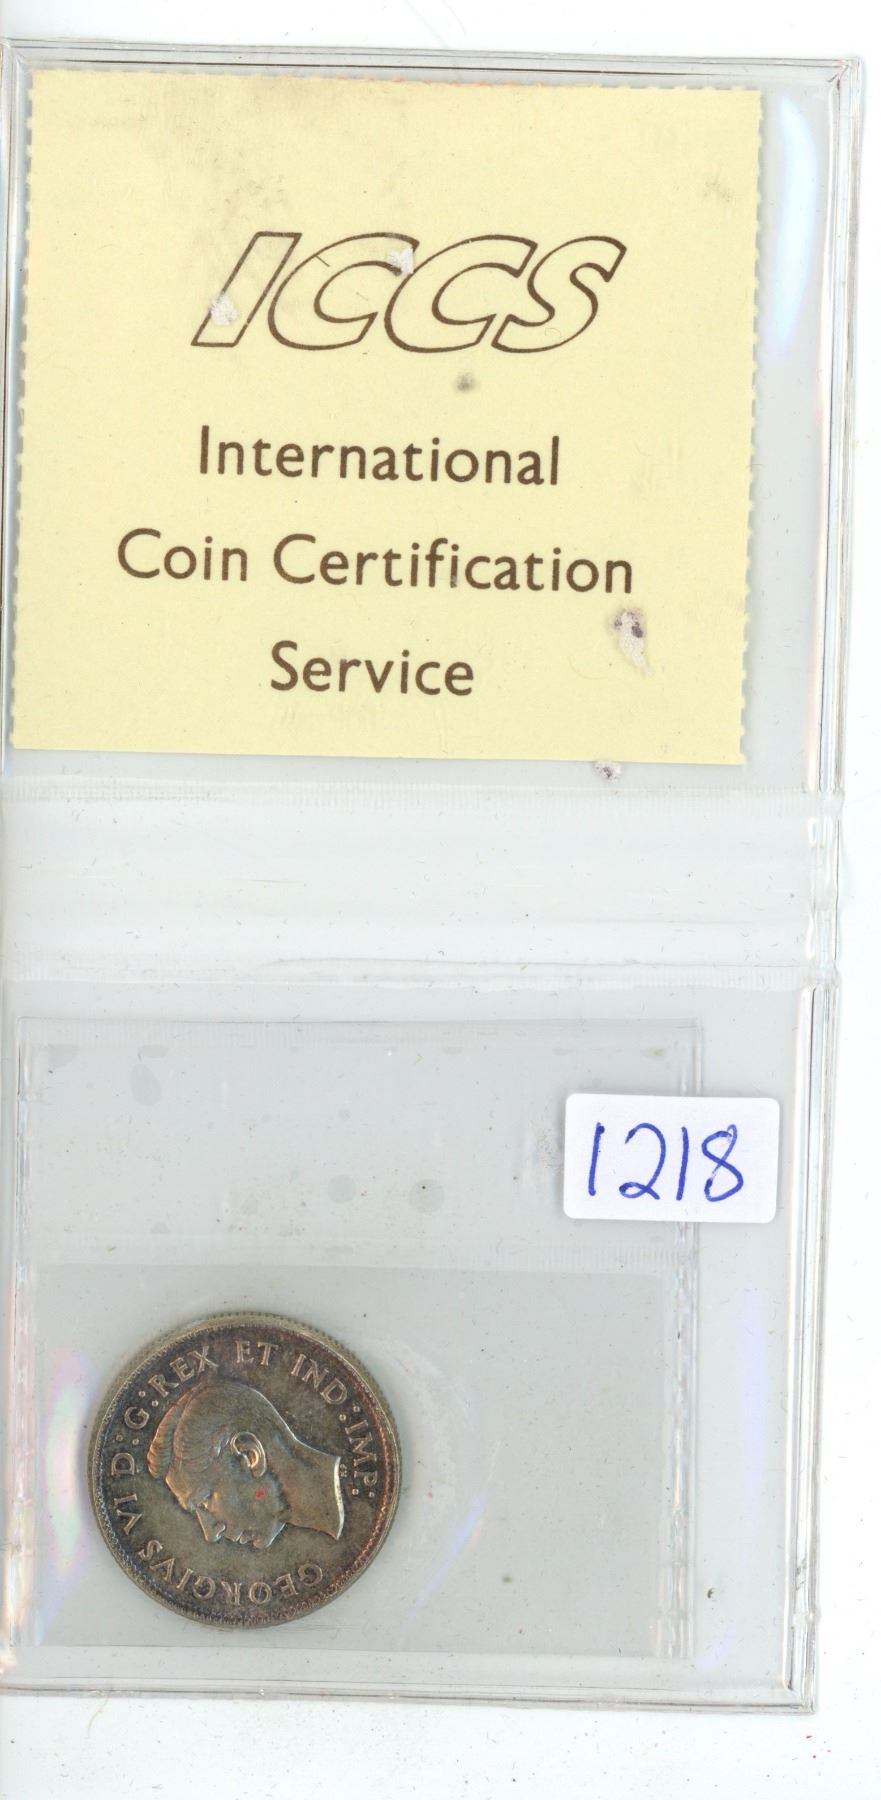 ICCS
International
Coin Certification
Service
1218
GEORGIVS VI D:G:REX ET IND:IMP: